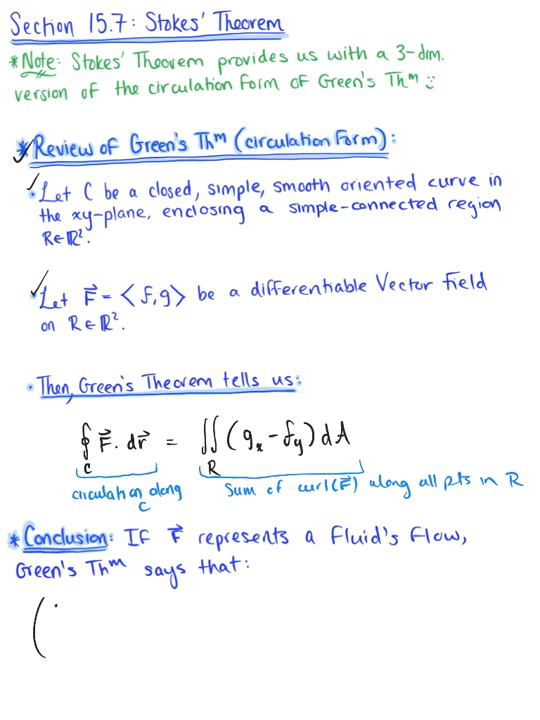 Section 15.7: Stokes' Theorem
*Note: Stokes' Theorem provides us with a 3-dim.
version of the circulation form of Green's Thm :)
*Review of Green's Thm (circulation Form):
• Let C be a closed, simple, smooth oriented curve in
the xy-plane, enclosing a simple-connected region
R∈ℝ².
• Let F⃗ = <f,g> be a differentiable Vector Field
on R∈ℝ².
• Then, Green's Theorem tells us:
∮_C F⃗·dr⃗ = ∬_R (g_x - f_y) dA
circulation along C
Sum of curl(F⃗) along all pts in R
*Conclusion: If F⃗ represents a Fluid's Flow,
Green's Thm says that:
(